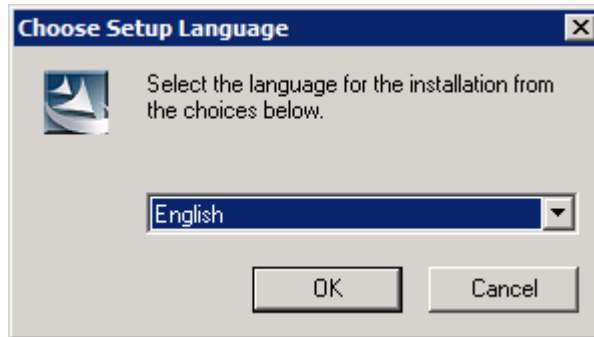 Choose Setup Language
Select the language for the installation from
the choices below.
English
OK
Cancel